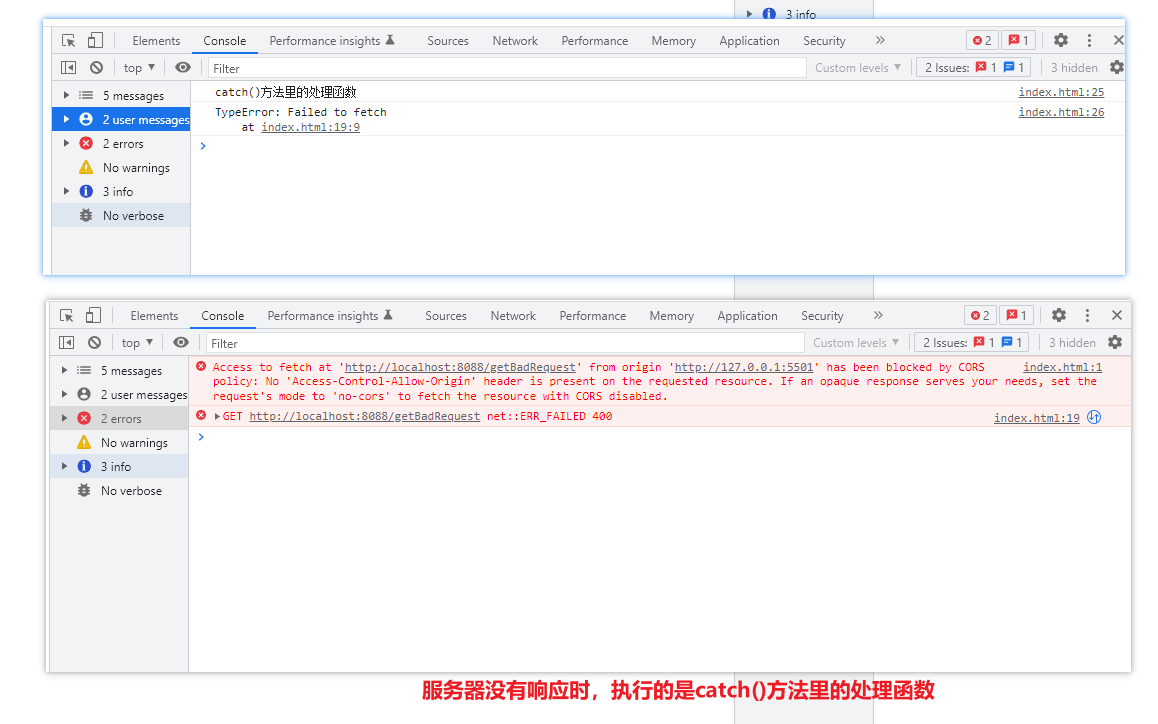 3 info
Elements Console Performance insights Sources Network Performance Memory Application Security » 2 1
top ▼ Filter Custom levels ▼ 2 Issues: 1 1 3 hidden
5 messages
2 user messages
2 errors
No warnings
3 info
No verbose
catch()方法里的处理函数 index.html:25
TypeError: Failed to fetch index.html:26
at index.html:19:9
Elements Console Performance insights Sources Network Performance Memory Application Security » 2 1
top ▼ Filter Custom levels ▼ 2 Issues: 1 1 3 hidden
5 messages
2 user messages
2 errors
No warnings
3 info
No verbose
Access to fetch at 'http://localhost:8088/getBadRequest' from origin 'http://127.0.0.1:5501' has been blocked by CORS index.html:1
policy: No 'Access-Control-Allow-Origin' header is present on the requested resource. If an opaque response serves your needs, set the
request's mode to 'no-cors' to fetch the resource with CORS disabled.
GET http://localhost:8088/getBadRequest net::ERR_FAILED 400 index.html:19
服务器没有响应时，执行的是catch()方法里的处理函数